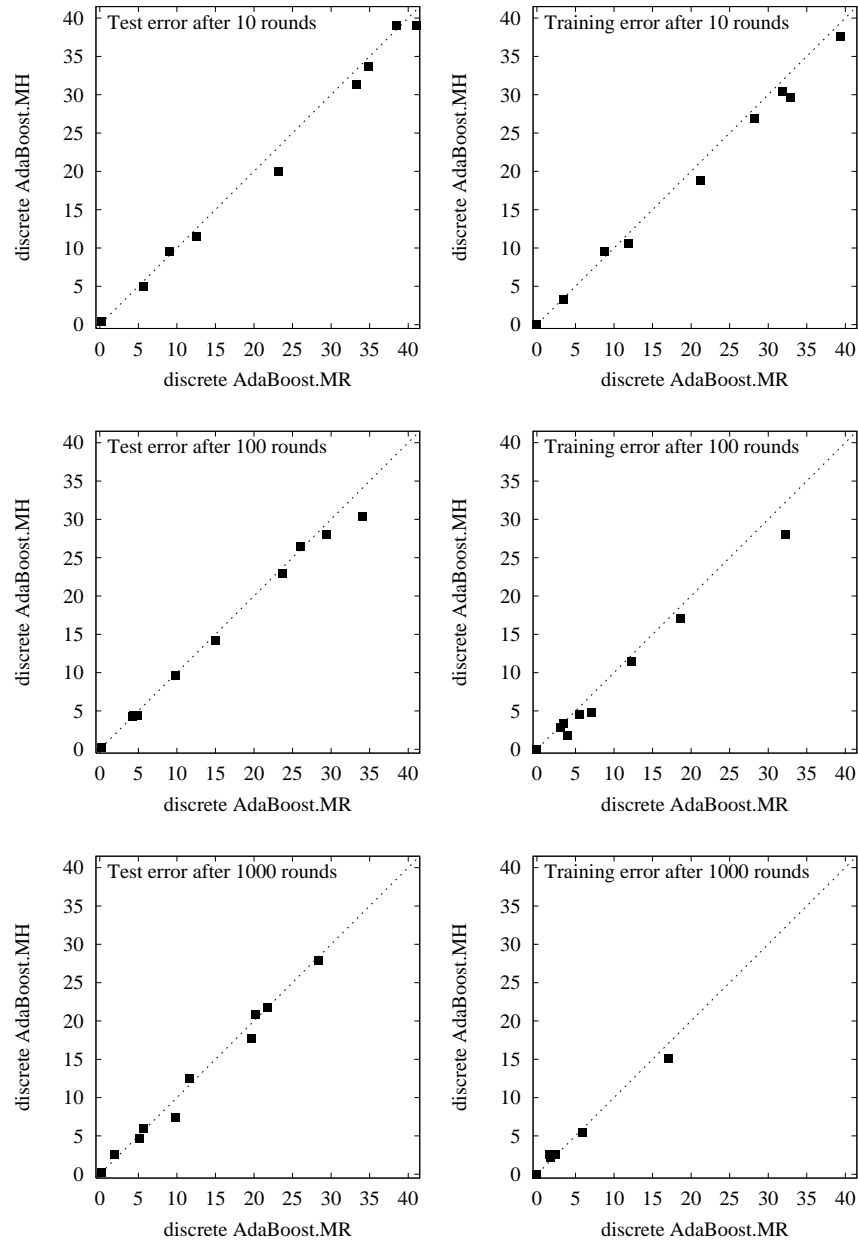 Test error after 10 rounds
discrete AdaBoost.MH
40
35
30
25
20
15
10
5
0
0 5 10 15 20 25 30 35 40
discrete AdaBoost.MR
Training error after 10 rounds
discrete AdaBoost.MH
40
35
30
25
20
15
10
5
0
0 5 10 15 20 25 30 35 40
discrete AdaBoost.MR
Test error after 100 rounds
discrete AdaBoost.MH
40
35
30
25
20
15
10
5
0
0 5 10 15 20 25 30 35 40
discrete AdaBoost.MR
Training error after 100 rounds
discrete AdaBoost.MH
40
35
30
25
20
15
10
5
0
0 5 10 15 20 25 30 35 40
discrete AdaBoost.MR
Test error after 1000 rounds
discrete AdaBoost.MH
40
35
30
25
20
15
10
5
0
0 5 10 15 20 25 30 35 40
discrete AdaBoost.MR
Training error after 1000 rounds
discrete AdaBoost.MH
40
35
30
25
20
15
10
5
0
0 5 10 15 20 25 30 35 40
discrete AdaBoost.MR